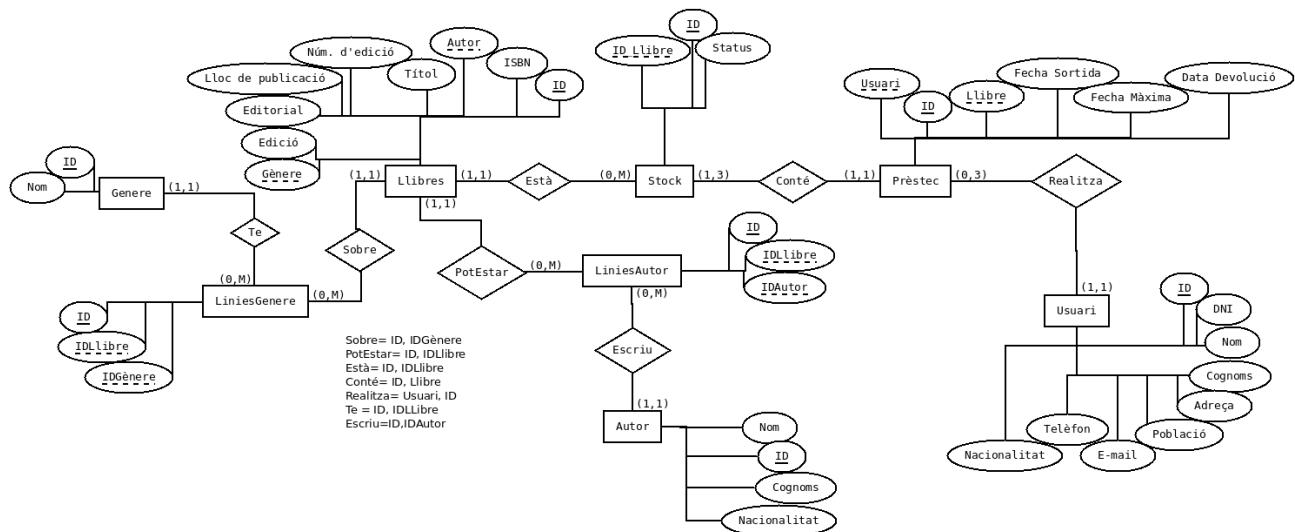 ID
Autor
Núm. d'edició
ID Llibre
Status
ISBN
Títol
Lloc de publicació
ID
Fecha Sortida
Data Devolució
Usuari
Llibre
Fecha Màxima
ID
Editorial
Edició
ID
Gènere
Nom
Genere
(1,1)
(1,1)
Llibres
(1,1)
Està
(0,M)
Stock
(1,3)
Conté
(1,1)
Prèstec
(0,3)
Realitza
(1,1)
Te
Sobre
ID
IDLlibre
PotEstar
(0,M)
LiniesAutor
(0,M)
(0,M)
IDAutor
(0,M)
LiniesGenere
(0,M)
(1,1)
Usuari
ID
DNI
Nom
ID
IDLlibre
IDGènere
Escriu
Sobre= ID, IDGènere
PotEstar= ID, IDLlibre
Està= ID, IDLlibre
Conté= ID, Llibre
Realitza= Usuari, ID
Te = ID, IDLLibre
Escriu=ID,IDAutor
Cognoms
Adreça
Telèfon
Població
Nacionalitat
E-mail
(1,1)
Autor
Nom
ID
Cognoms
Nacionalitat